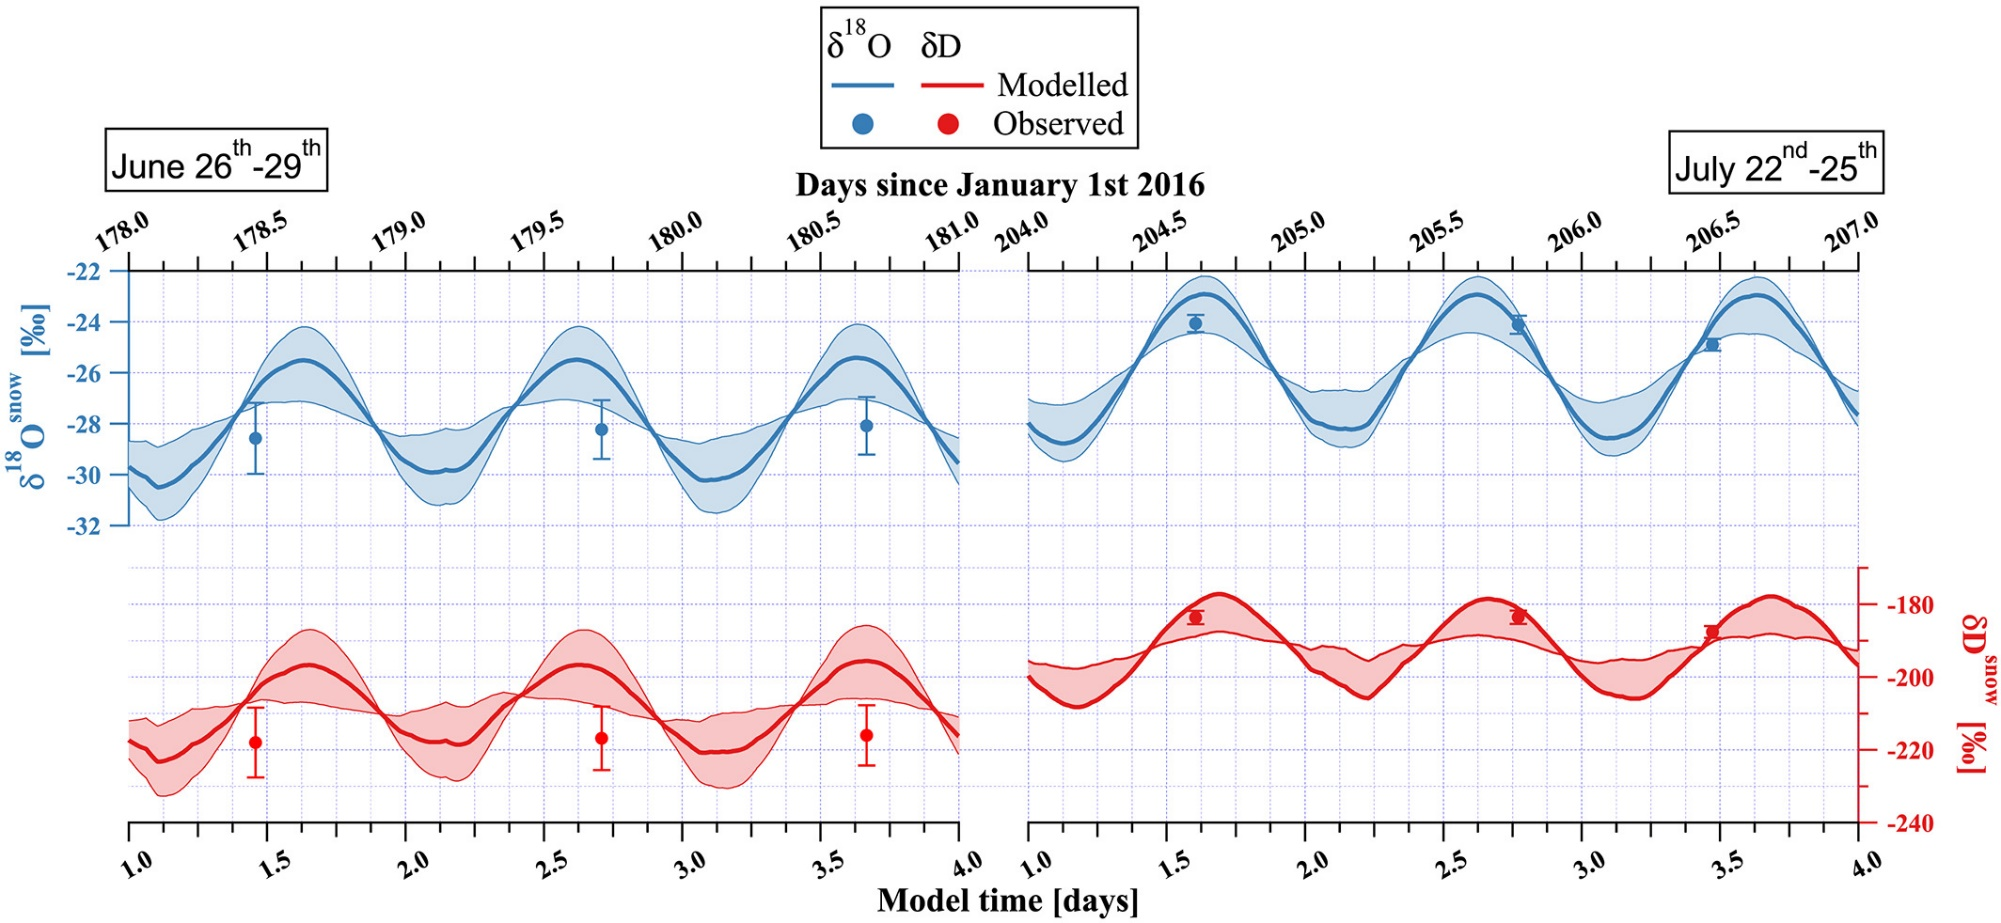 δ¹⁸O δD
Modelled
Observed
June 26ᵗʰ-29ᵗʰ
July 22ⁿᵈ-25ᵗʰ
Days since January 1st 2016
178.0 178.5 179.0 179.5 180.0 180.5 181.0 204.0 204.5 205.0 205.5 206.0 206.5 207.0
-22
-24
-26
-28
-30
-32
δ¹⁸Oˢⁿᵒʷ [‰]
-180
-200
-220
-240
δDˢⁿᵒʷ [‰]
1.0 1.5 2.0 2.5 3.0 3.5 4.0 1.0 1.5 2.0 2.5 3.0 3.5 4.0
Model time [days]